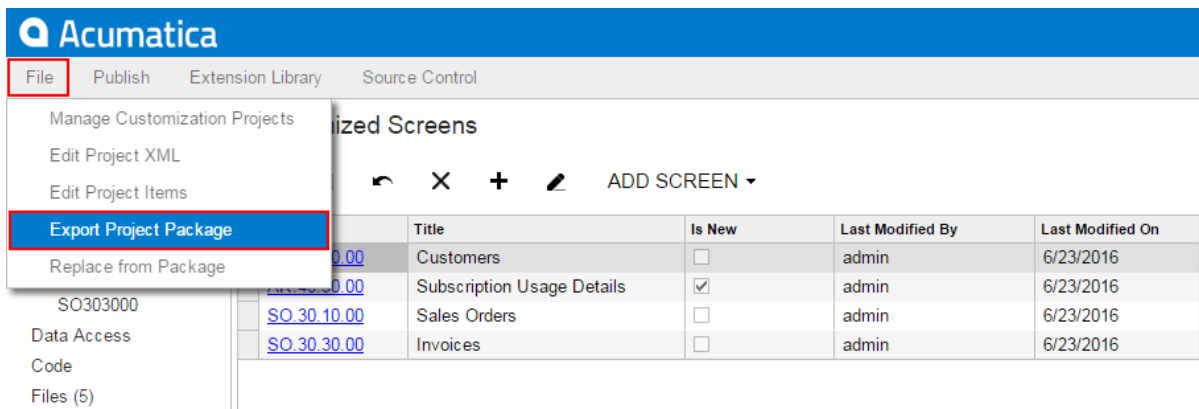 Acumatica
File Publish Extension Library Source Control
Manage Customization Projects
Edit Project XML
Edit Project Items
Export Project Package
Replace from Package
ized Screens
ADD SCREEN
Title Is New Last Modified By Last Modified On
0.00 Customers admin 6/23/2016
.00 Subscription Usage Details admin 6/23/2016
SO.30.10.00 Sales Orders admin 6/23/2016
SO.30.30.00 Invoices admin 6/23/2016
SO303000
Data Access
Code
Files (5)